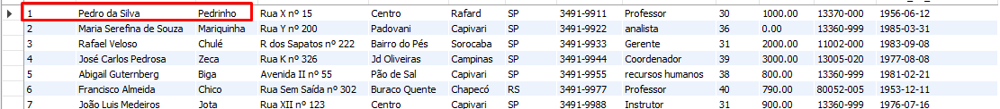 1 Pedro da Silva Pedrinho Rua X nº 15 Centro Rafard SP 3491-9911 Professor 30 1000.00 13370-000 1956-06-12
2 Maria Serefina de Souza Mariquinha Rua Y nº 200 Padovani Capivari SP 3491-9922 analista 36 0.00 13360-999 1985-03-31
3 Rafael Veloso Chulé R dos Sapatos nº 222 Bairro do Pés Sorocaba SP 3491-9933 Gerente 31 2000.00 11002-000 1983-09-08
4 José Carlos Pedrosa Zeca Rua K nº 326 Jd Oliveiras Campinas SP 3491-9944 Coordenador 39 3000.00 13005-020 1977-08-08
5 Abigail Guternberg Biga Avenida II nº 55 Pão de Sal Capivari SP 3491-9955 recursos humanos 38 800.00 13360-999 1981-02-21
6 Francisco Almeida Chico Rua Sem Saída nº 302 Buraco Quente Chapecó RS 3491-9977 Professor 40 790.00 80052-005 1953-12-11
7 João Luis Medeiros Jota Rua XII nº 123 Centro Capivari SP 3491-9988 Instrutor 31 900.00 13360-999 1976-07-16